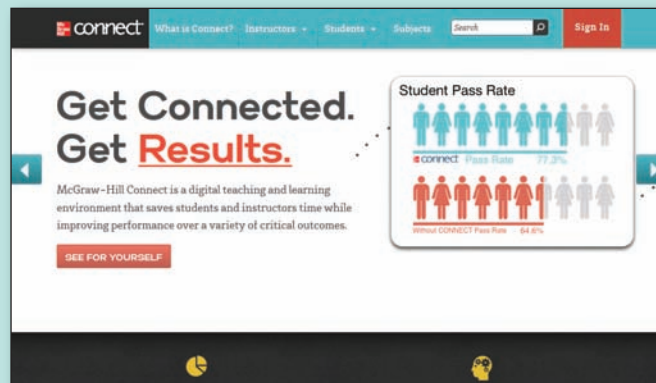 connect What is Connect? Instructors Students Subjects Search Sign In
Get Connected.
Get Results.
McGraw-Hill Connect is a digital teaching and learning
environment that saves students and instructors time while
improving performance over a variety of critical outcomes.
SEE FOR YOURSELF
Student Pass Rate
connect Pass Rate 77.3%
Without CONNECT Pass Rate 64.6%